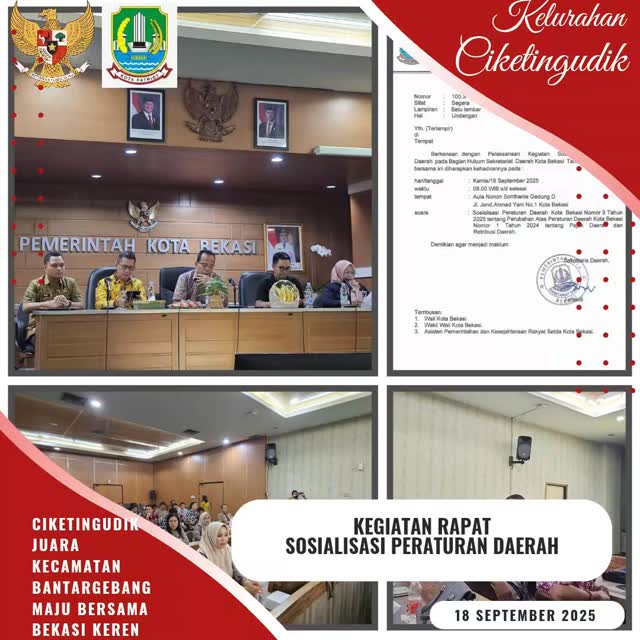 Kelurahan
Ciketingudik
BEKASI
KOTA PATRIOT
Nomor : 100.3
Sifat : Segera
Lampiran : Satu lembar
Hal : Undangan
Yth. (Terlampir)
di
Tempat
Berkenaan dengan Pelaksanaan Kegiatan
Daerah pada Bagian Hukum Sekretariat Daerah Kota Bekasi
bersama ini diharapkan kehadirannya pada :
hari/tanggal : Kamis/18 September 2025
waktu : 08.00 WIB s/d selesai
tempat : Aula Nonon Sonthanie Gedung D
Jl. Jend.Ahmad Yani No.1 Kota Bekasi
acara : Sosialisasi Peraturan Daerah Kota Bekasi Nomor 9 Tahun
2025 tentang Perubahan Atas Peraturan Daerah Kota Bekasi
Nomor 1 Tahun 2024 tentang Pajak Daerah dan
Retribusi Daerah.
Demikian agar menjadi maklum.
Sekretaris Daerah,
Tembusan:
1. Wali Kota Bekasi.
2. Wakil Wali Kota Bekasi.
3. Asisten Pemerintahan dan Kesejahteraan Rakyat Setda Kota Bekasi.
PEMERINTAH KOTA BEKASI
KEGIATAN RAPAT
SOSIALISASI PERATURAN DAERAH
18 SEPTEMBER 2025
CIKETINGUDIK
JUARA
KECAMATAN
BANTARGEBANG
MAJU BERSAMA
BEKASI KEREN